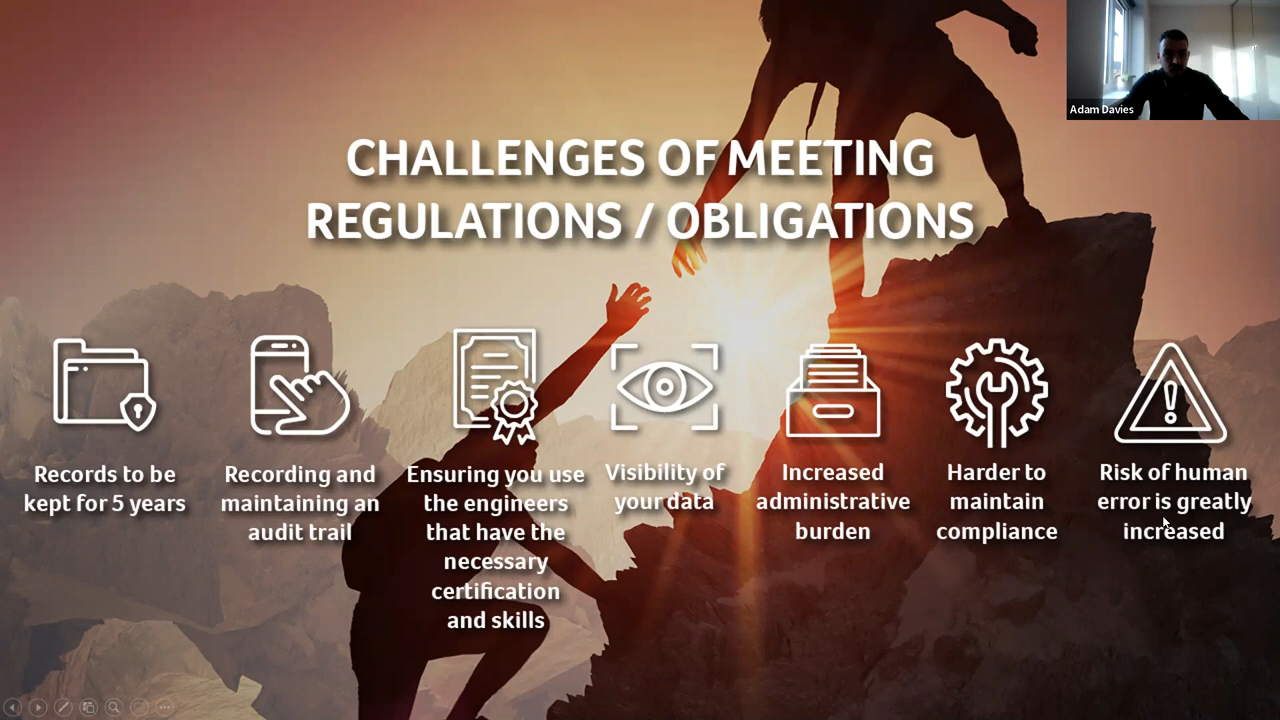 Adam Davies
CHALLENGES OF MEETING
REGULATIONS / OBLIGATIONS
Records to be
kept for 5 years
Recording and
maintaining an
audit trail
Ensuring you use
the engineers
that have the
necessary
certification
and skills
Visibility of
your data
Increased
administrative
burden
Harder to
maintain
compliance
Risk of human
error is greatly
increased